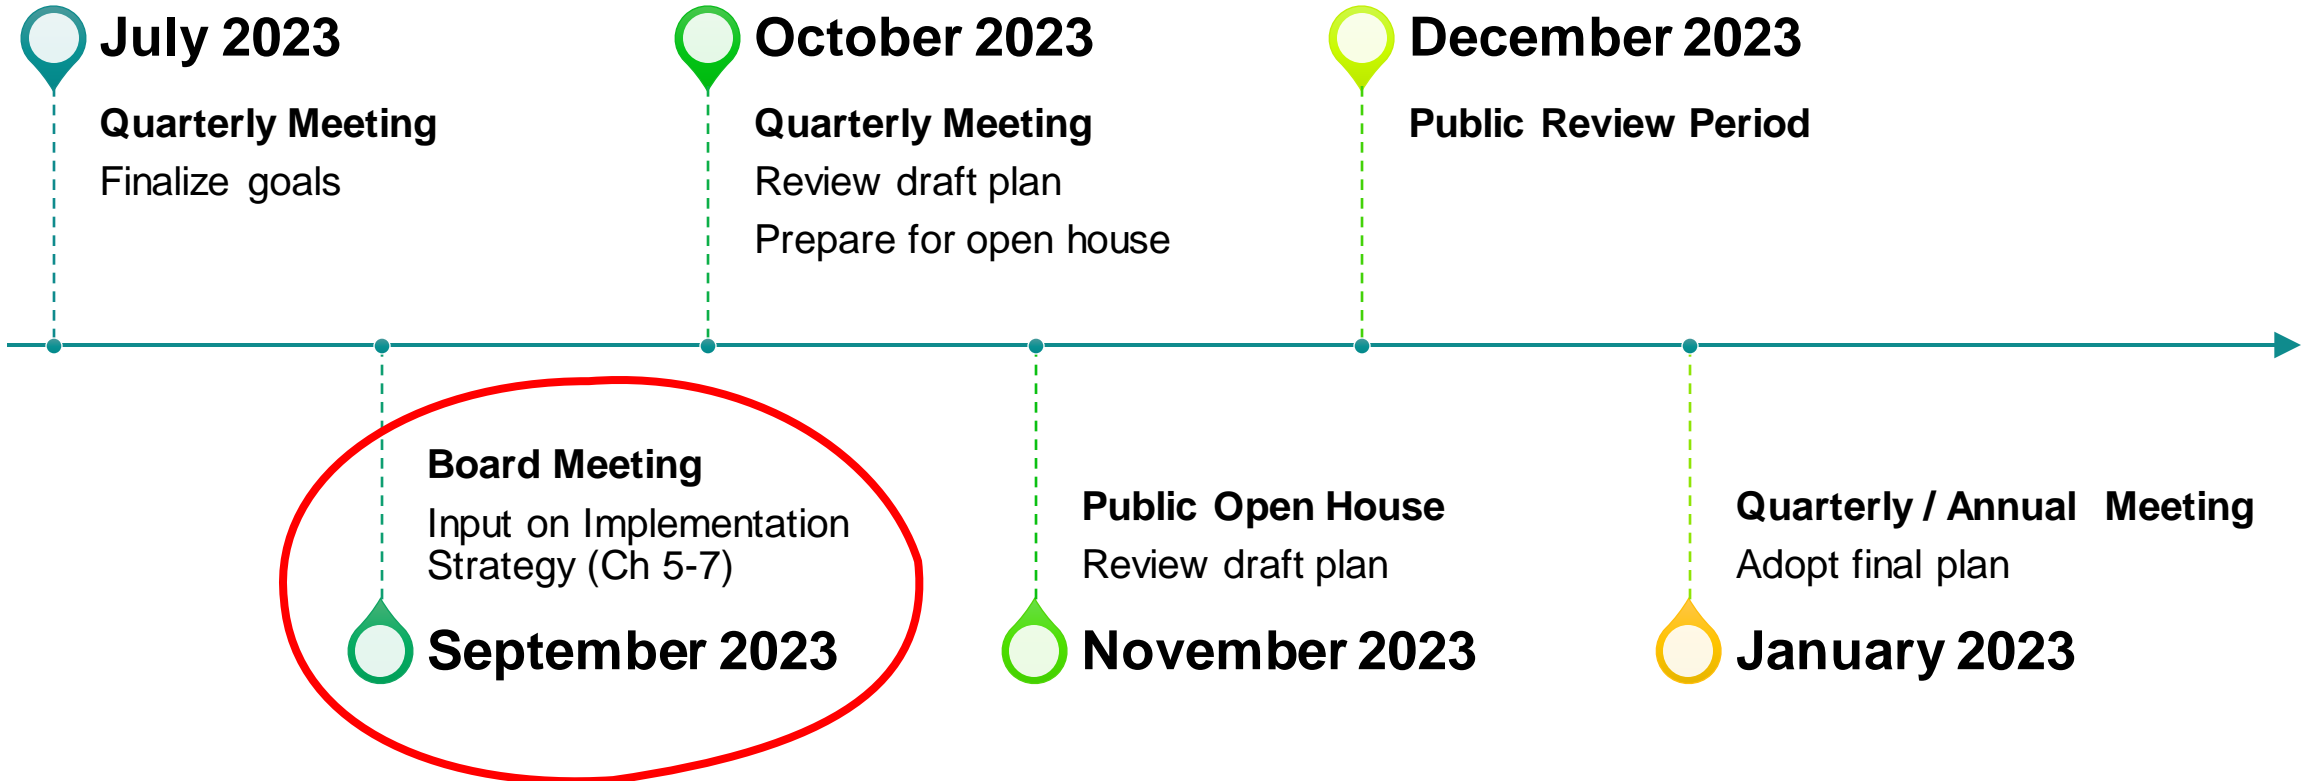 July 2023
Quarterly Meeting
Finalize goals
October 2023
Quarterly Meeting
Review draft plan
Prepare for open house
December 2023
Public Review Period
Board Meeting
Input on Implementation
Strategy (Ch 5-7)
September 2023
Public Open House
Review draft plan
November 2023
Quarterly / Annual Meeting
Adopt final plan
January 2023